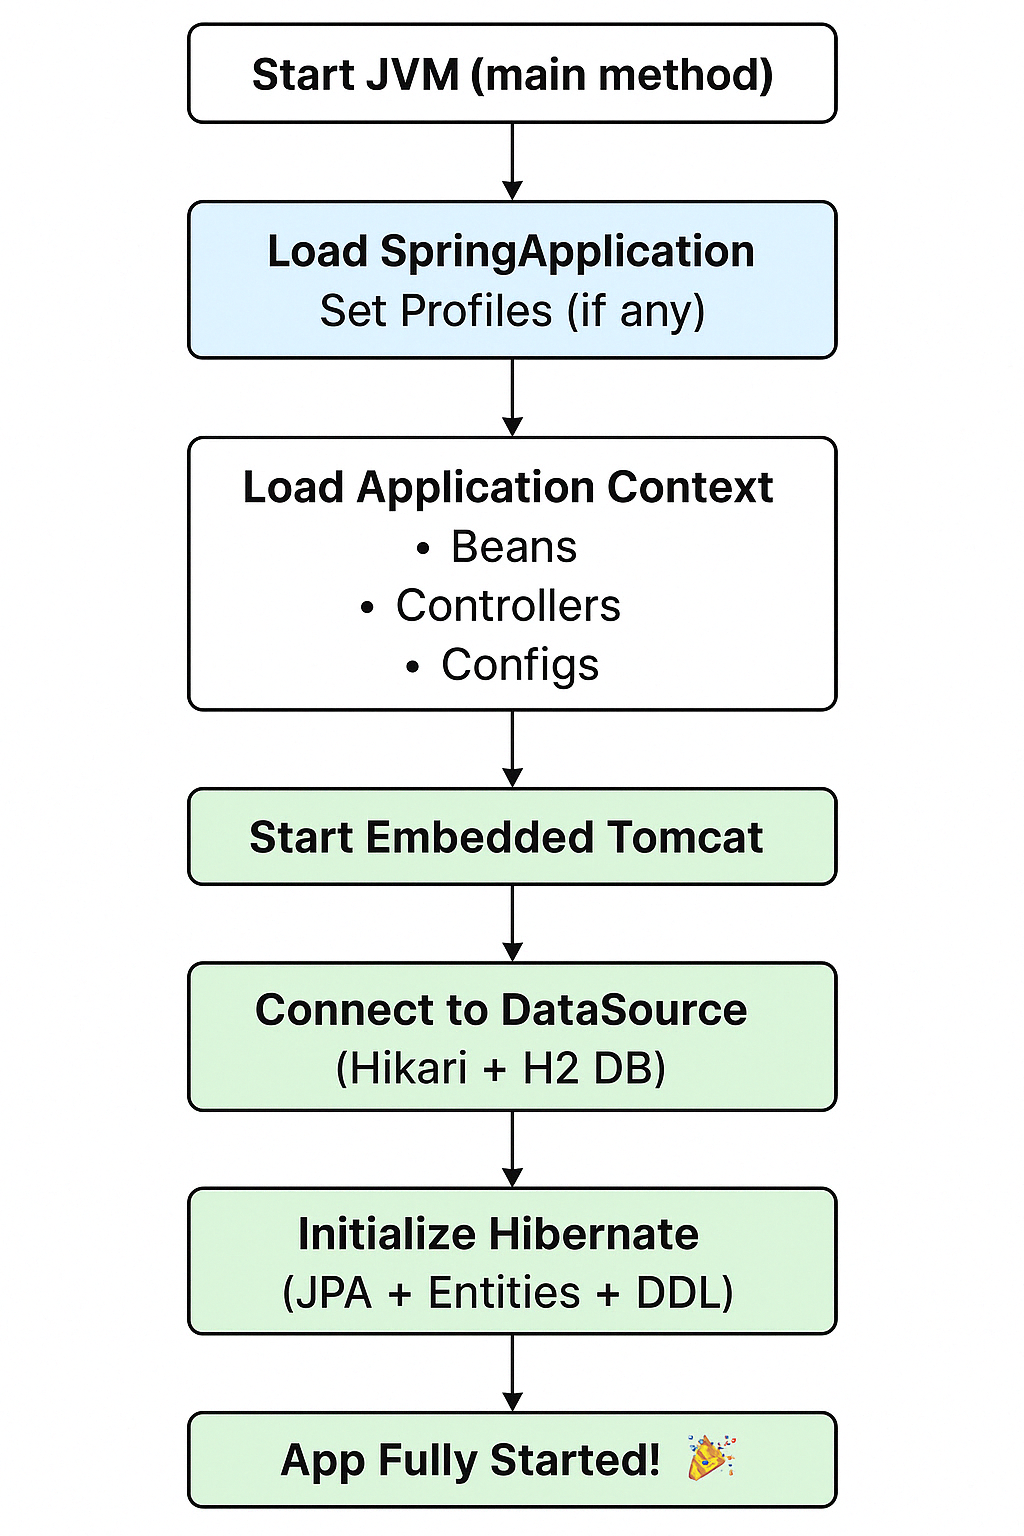 Start JVM (main method)
Load SpringApplication
Set Profiles (if any)
Load Application Context
• Beans
• Controllers
• Configs
Start Embedded Tomcat
Connect to DataSource
(Hikari + H2 DB)
Initialize Hibernate
(JPA + Entities + DDL)
App Fully Started! 🎉